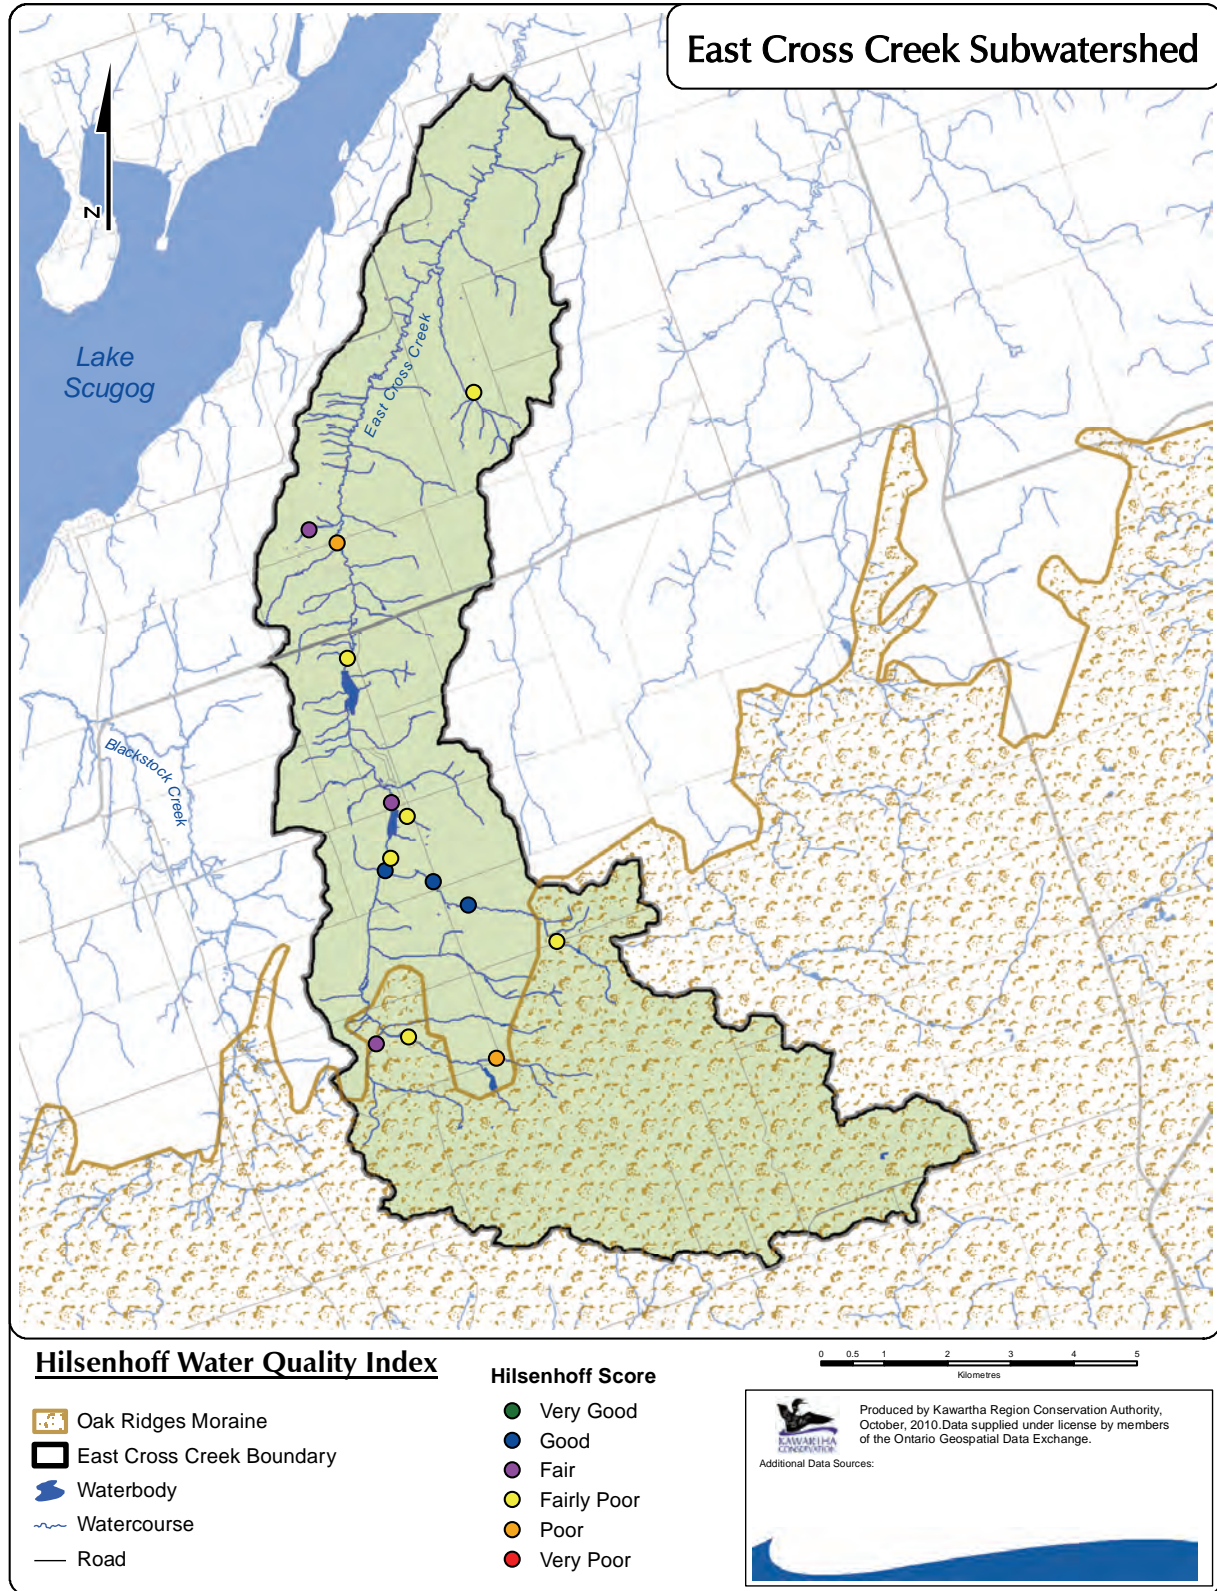 East Cross Creek Subwatershed
N
Lake
Scugog
East Cross Creek
Blackstock Creek
Hilsenhoff Water Quality Index
Oak Ridges Moraine
East Cross Creek Boundary
Waterbody
Watercourse
Road
Hilsenhoff Score
Very Good
Good
Fair
Fairly Poor
Poor
Very Poor
0 0.5 1 2 3 4 5
Kilometres
KAWARTHA
CONSERVATION
Produced by Kawartha Region Conservation Authority,
October, 2010.Data supplied under license by members
of the Ontario Geospatial Data Exchange.
Additional Data Sources: